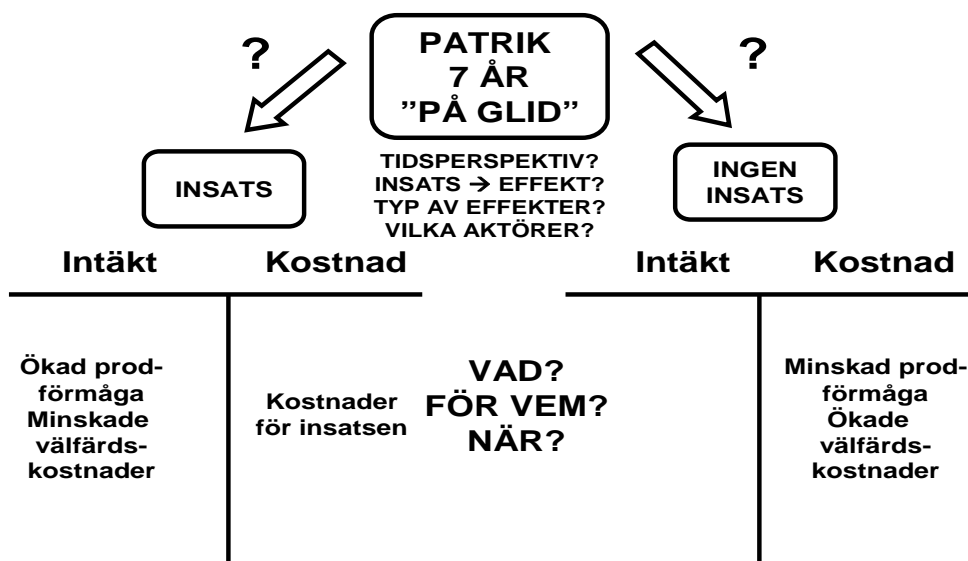 ?
PATRIK
7 ÅR
”PÅ GLID”
?
INSATS
TIDSPERSPEKTIV?
INSATS → EFFEKT?
TYP AV EFFEKTER?
VILKA AKTÖRER?
INGEN
INSATS
Intäkt
Kostnad
Intäkt
Kostnad
Ökad prod-
förmåga
Minskade
välfärds-
kostnader
Kostnader
för insatsen
VAD?
FÖR VEM?
NÄR?
Minskad prod-
förmåga
Ökade
välfärds-
kostnader